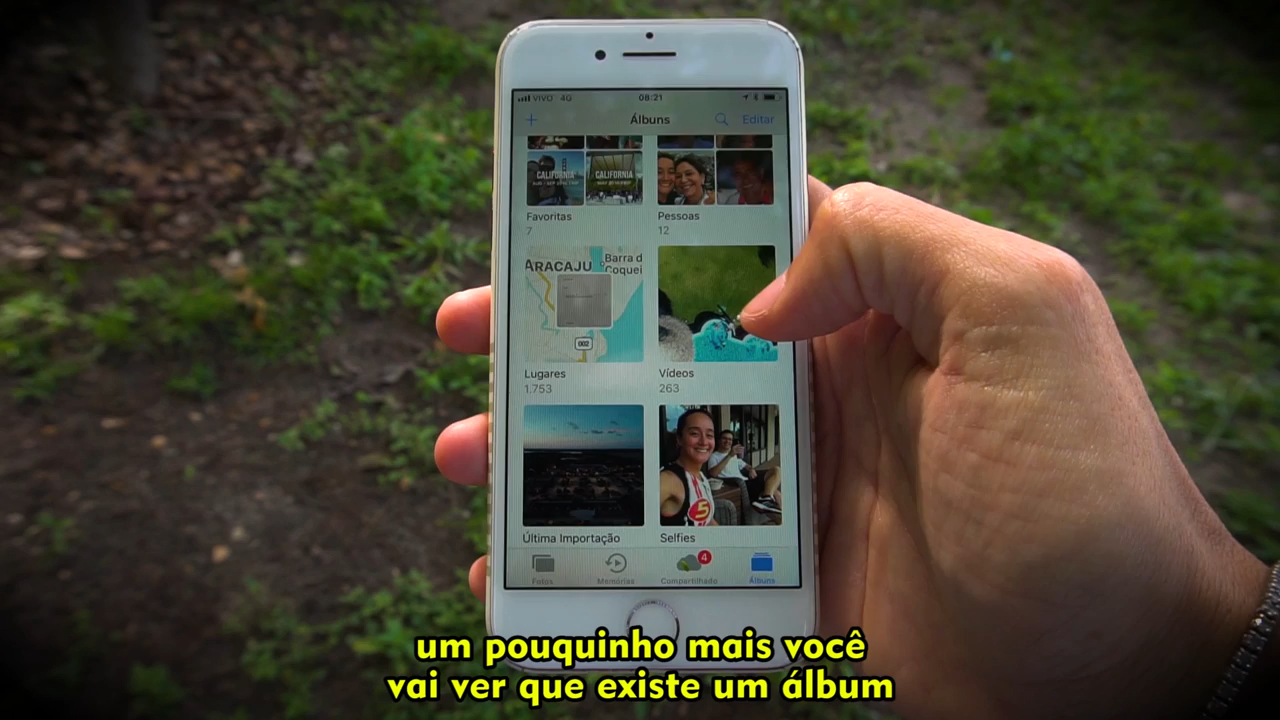 VIVO 4G 08:21
+ Álbuns Editar
CALIFORNIA CALIFORNIA
Favoritas Pessoas
7 12
ARACAJU Barra d
Coquei
002
Lugares Vídeos
1.753 263
5
Última Importação Selfies
4
Fotos Memórias Compartilhado Álbuns
um pouquinho mais você
vai ver que existe um álbum